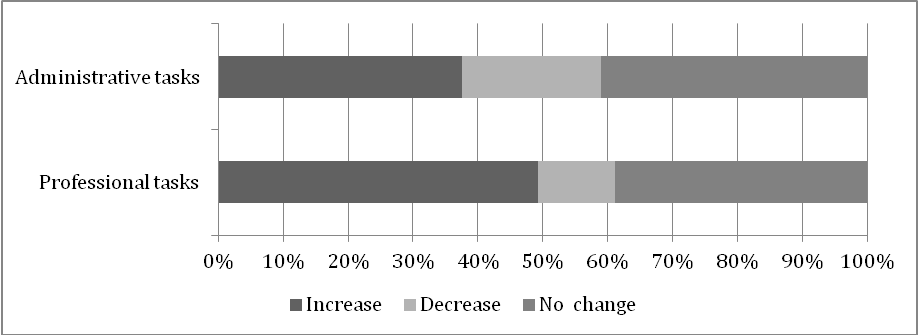 Administrative tasks
Professional tasks
0% 10% 20% 30% 40% 50% 60% 70% 80% 90% 100%
Increase Decrease No change